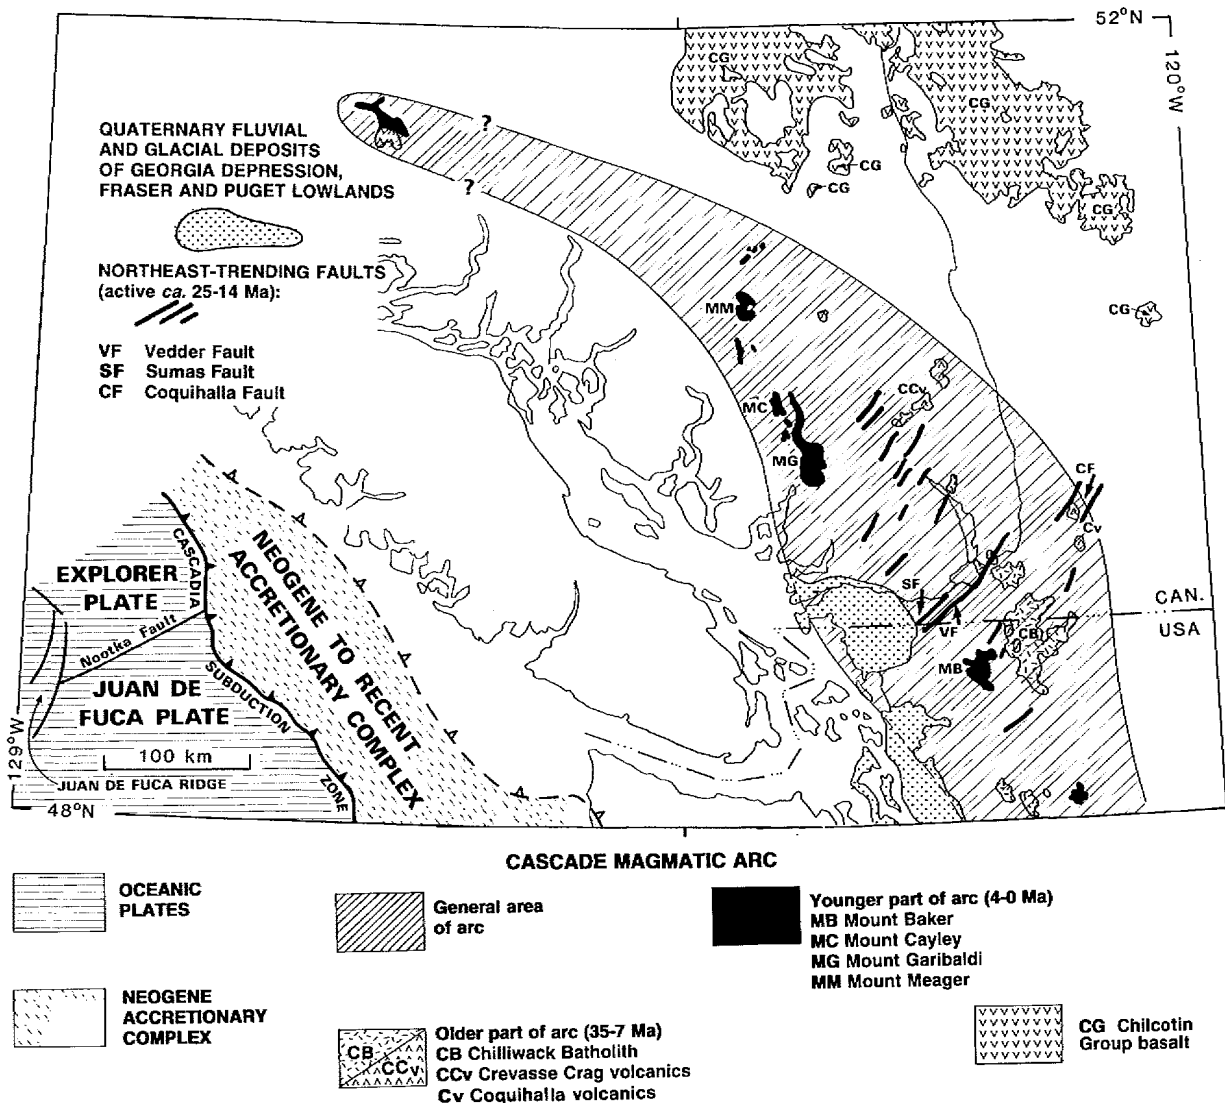 52°N
120°W
CG
CG
CG
CG
CG
CG
?
?
QUATERNARY FLUVIAL
AND GLACIAL DEPOSITS
OF GEORGIA DEPRESSION,
FRASER AND PUGET LOWLANDS
NORTHEAST-TRENDING FAULTS
(active ca. 25-14 Ma):
VF Vedder Fault
SF Sumas Fault
CF Coquihalla Fault
MM
MC
MG
CCv
CF
Cv
SF
VF
CB
MB
CAN.
USA
CASCADIA
SUBDUCTION
ZONE
NEOGENE TO RECENT
ACCRETIONARY COMPLEX
EXPLORER
PLATE
Nootka Fault
JUAN DE
FUCA PLATE
100 km
JUAN DE FUCA RIDGE
129°W
48°N
CASCADE MAGMATIC ARC
OCEANIC
PLATES
General area
of arc
Younger part of arc (4-0 Ma)
MB Mount Baker
MC Mount Cayley
MG Mount Garibaldi
MM Mount Meager
NEOGENE
ACCRETIONARY
COMPLEX
CB
CCv
Older part of arc (35-7 Ma)
CB Chilliwack Batholith
CCv Crevasse Crag volcanics
Cv Coquihalla volcanics
CG Chilcotin
Group basalt